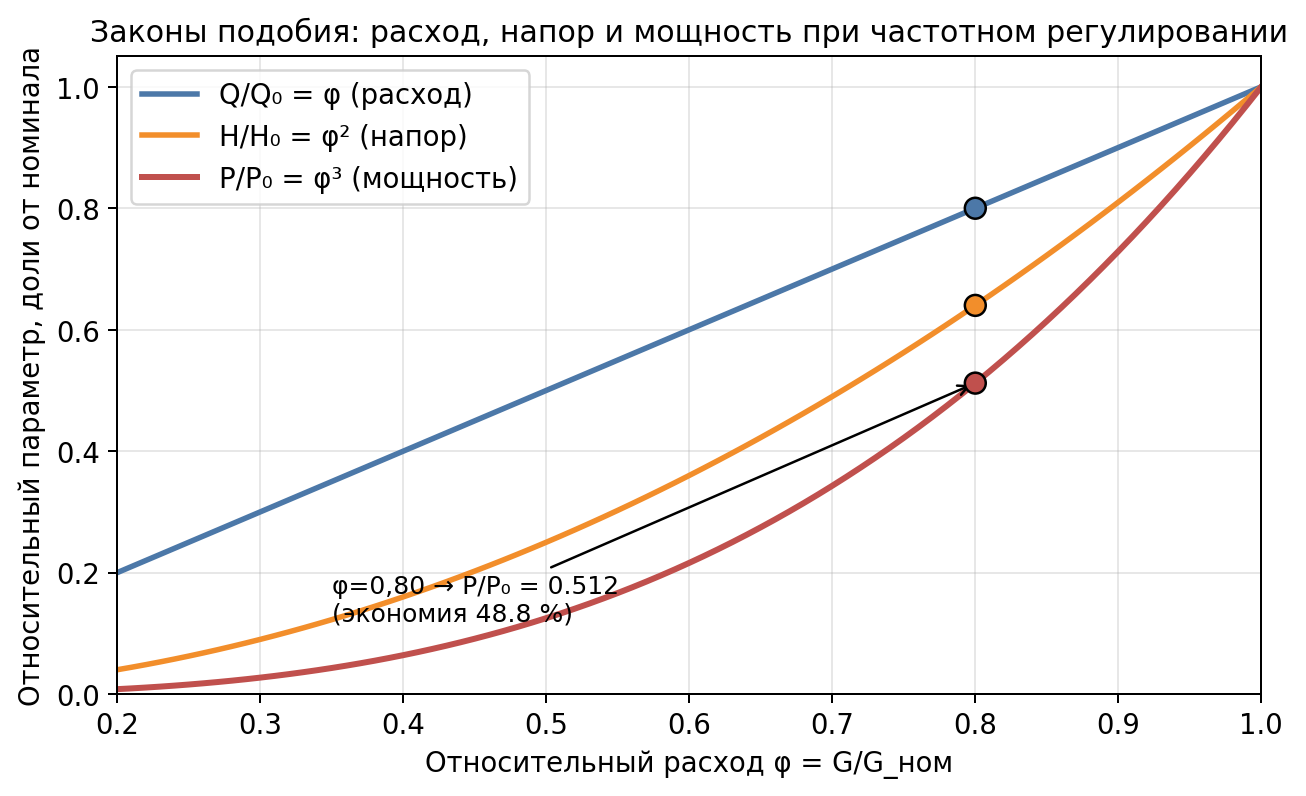 Законы подобия: расход, напор и мощность при частотном регулировании
Относительный параметр, доли от номинала
1.0
0.8
0.6
0.4
0.2
0.0
Q/Q₀ = φ (расход)
H/H₀ = φ² (напор)
P/P₀ = φ³ (мощность)
φ=0,80 → P/P₀ = 0.512
(экономия 48.8 %)
0.2 0.3 0.4 0.5 0.6 0.7 0.8 0.9 1.0
Относительный расход φ = G/G_ном